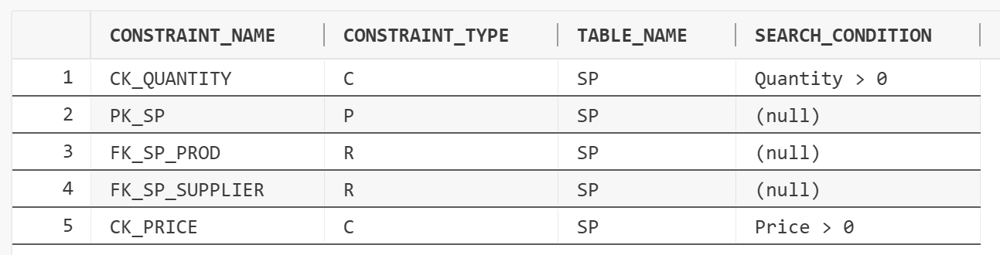 CONSTRAINT_NAME CONSTRAINT_TYPE TABLE_NAME SEARCH_CONDITION
1 CK_QUANTITY C SP Quantity > 0
2 PK_SP P SP (null)
3 FK_SP_PROD R SP (null)
4 FK_SP_SUPPLIER R SP (null)
5 CK_PRICE C SP Price > 0